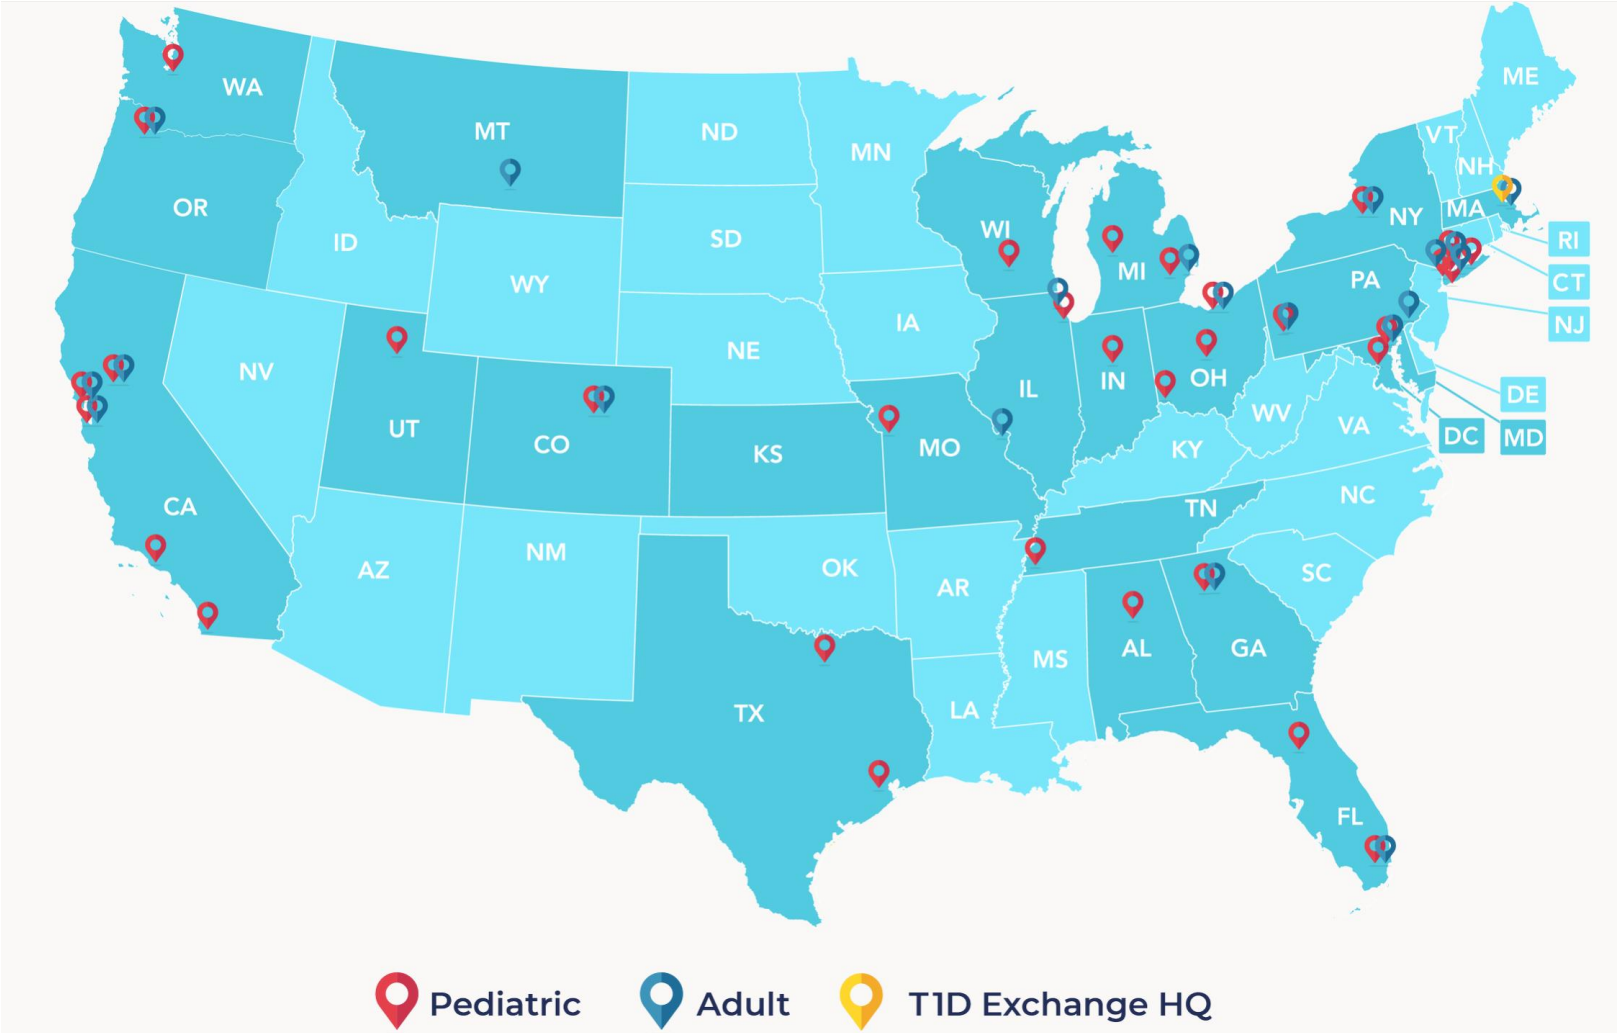 ME
WA
MT
ND
VT
MN
NH
OR
MA
NY
WI
SD
ID
RI
MI
PA
CT
WY
IA
NJ
NE
NV
OH
IN
IL
DE
WV
UT
VA
CO
DC
MD
MO
KY
KS
NC
CA
TN
NM
OK
AZ
SC
AR
AL
GA
MS
LA
TX
FL
Pediatric
Adult
T1D Exchange HQ